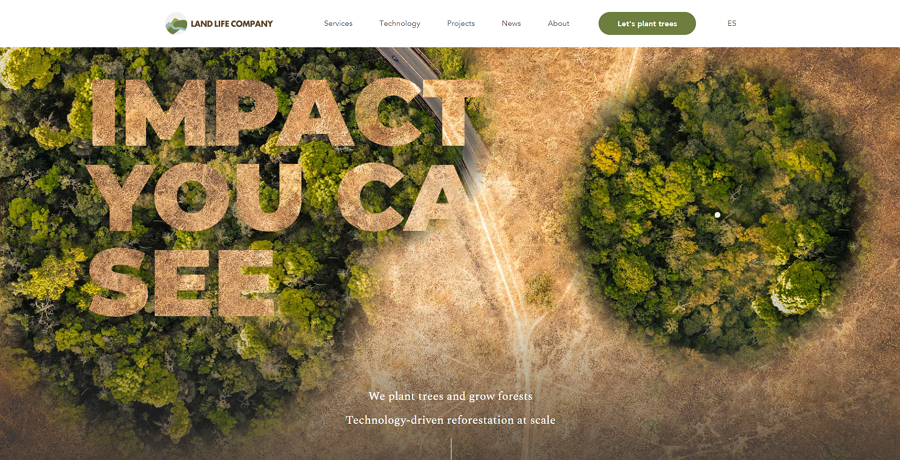 LAND LIFE COMPANY
Services Technology Projects News About Let's plant trees ES
IMPACT
YOU CA
SEE
We plant trees and grow forests
Technology-driven reforestation at scale